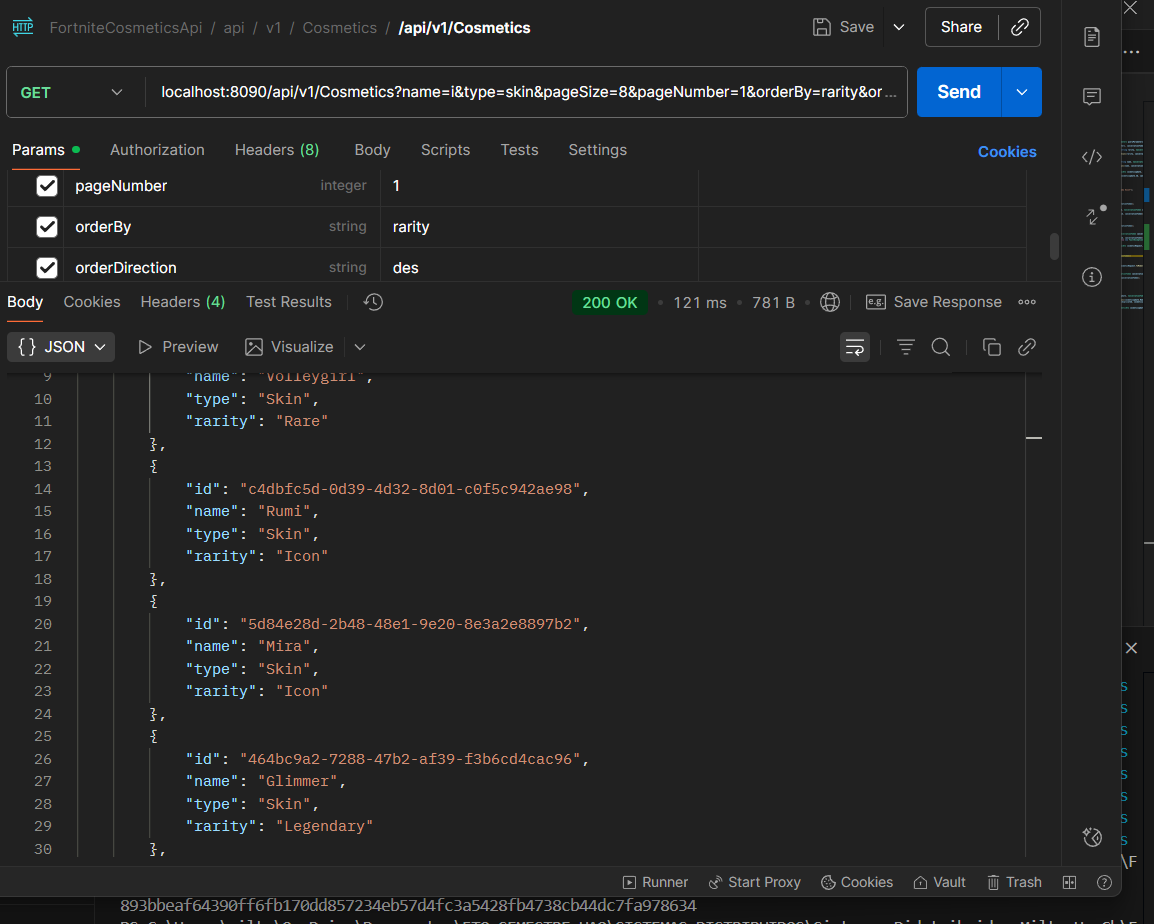 HTTP FortniteCosmeticsApi / api / v1 / Cosmetics / /api/v1/Cosmetics Save Share
GET localhost:8090/api/v1/Cosmetics?name=i&type=skin&pageSize=8&pageNumber=1&orderBy=rarity&or ... Send
Params Authorization Headers (8) Body Scripts Tests Settings Cookies
pageNumber integer 1
orderBy string rarity
orderDirection string des
Body Cookies Headers (4) Test Results 200 OK 121 ms 781 B e.g. Save Response
{} JSON Preview Visualize
9 "name": "Volleygirl",
10 "type": "Skin",
11 "rarity": "Rare"
12 },
13 {
14 "id": "c4dbfc5d-0d39-4d32-8d01-c0f5c942ae98",
15 "name": "Rumi",
16 "type": "Skin",
17 "rarity": "Icon"
18 },
19 {
20 "id": "5d84e28d-2b48-48e1-9e20-8e3a2e8897b2",
21 "name": "Mira",
22 "type": "Skin",
23 "rarity": "Icon"
24 },
25 {
26 "id": "464bc9a2-7288-47b2-af39-f3b6cd4cac96",
27 "name": "Glimmer",
28 "type": "Skin",
29 "rarity": "Legendary"
30 },
s
s
s
s
s
s
s
s
\F
Runner Start Proxy Cookies Vault Trash
893bbeaf64390ff6fb170dd857234eb57d4fc3a5428fb4738cb44dc7fa978634